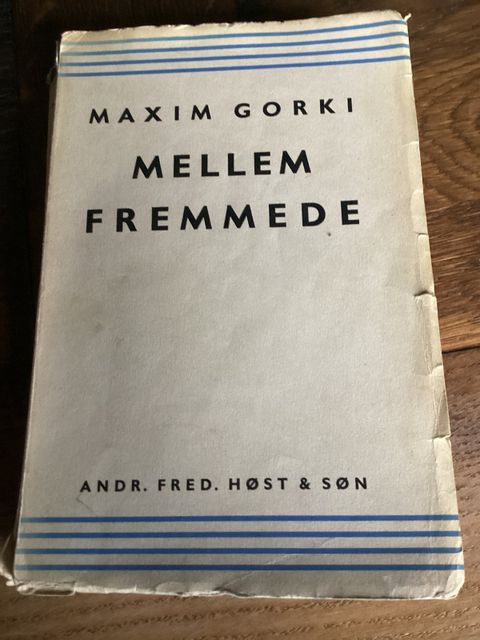 MAXIM GORKI
MELLEM
FREMMEDE
ANDR. FRED. HØST & SØN